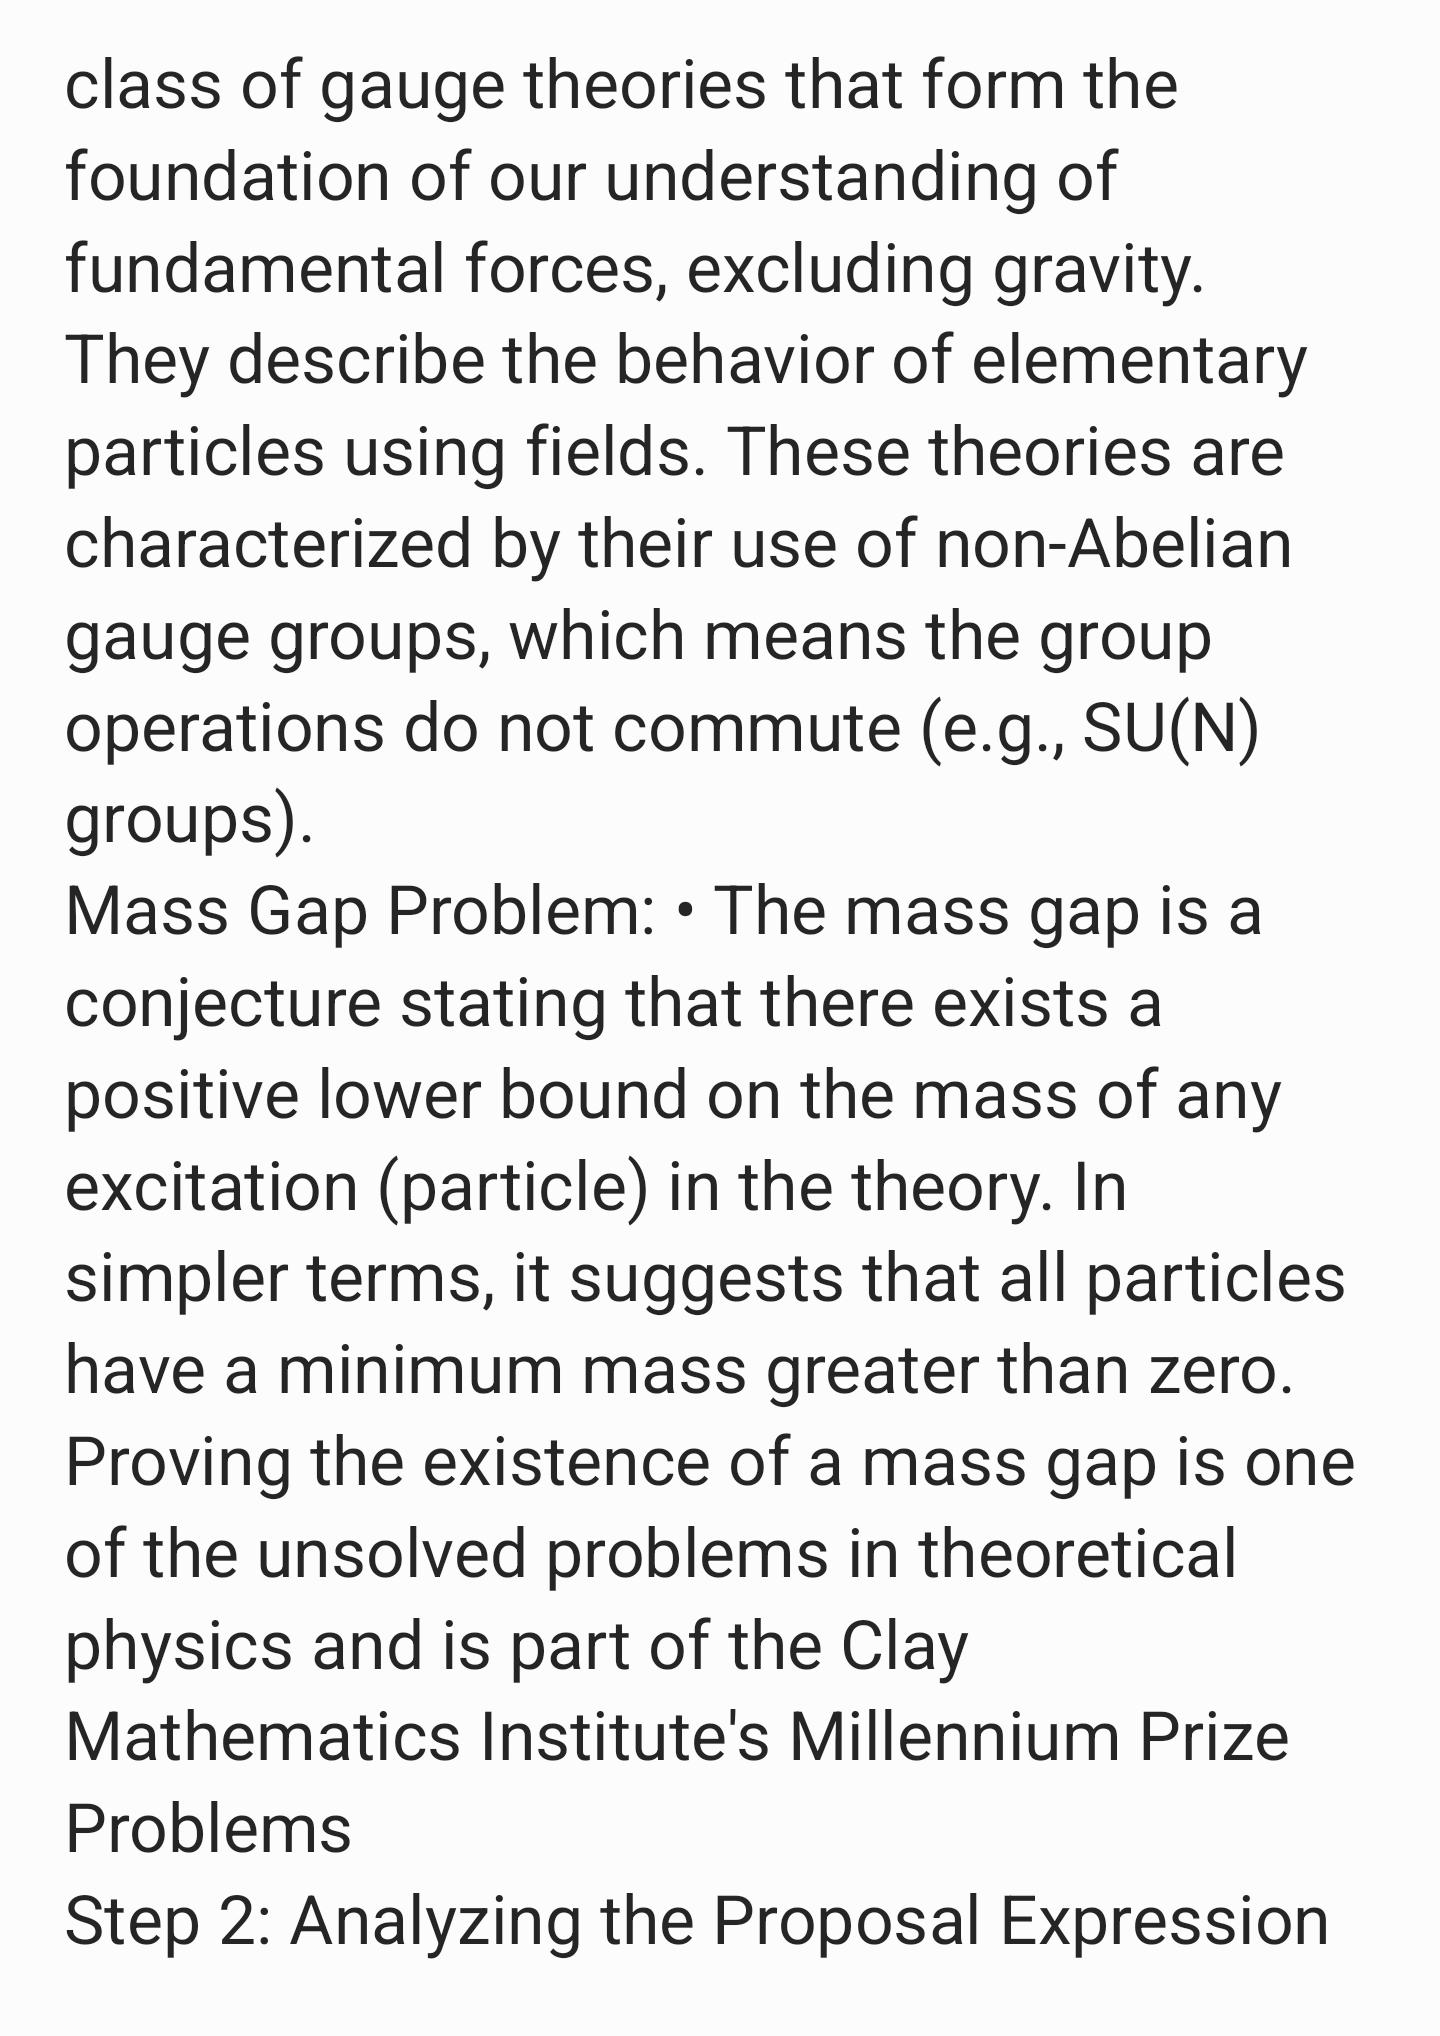 class of gauge theories that form the
foundation of our understanding of
fundamental forces, excluding gravity.
They describe the behavior of elementary
particles using fields. These theories are
characterized by their use of non-Abelian
gauge groups, which means the group
operations do not commute (e.g., SU(N)
groups).
Mass Gap Problem: • The mass gap is a
conjecture stating that there exists a
positive lower bound on the mass of any
excitation (particle) in the theory. In
simpler terms, it suggests that all particles
have a minimum mass greater than zero.
Proving the existence of a mass gap is one
of the unsolved problems in theoretical
physics and is part of the Clay
Mathematics Institute's Millennium Prize
Problems
Step 2: Analyzing the Proposal Expression